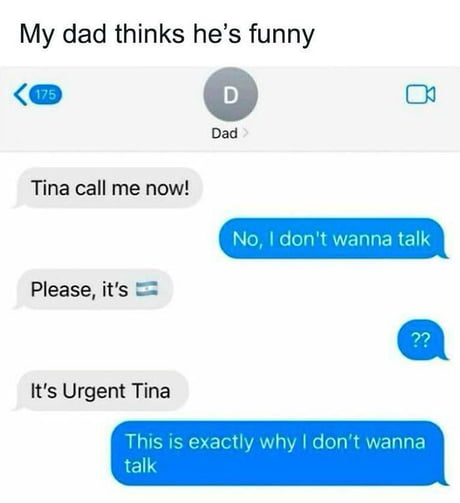 My dad thinks he's funny
175
D
Dad
Tina call me now!
No, I don't wanna talk
Please, it's 🇦🇷
??
It's Urgent Tina
This is exactly why I don't wanna
talk